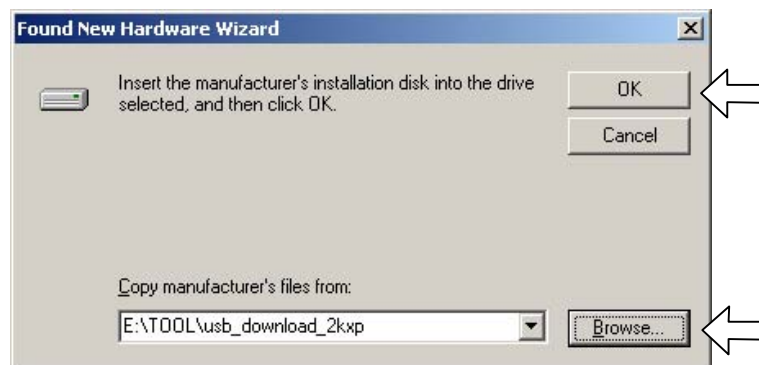 Found New Hardware Wizard
Insert the manufacturer's installation disk into the drive
selected, and then click OK.
OK
Cancel
Copy manufacturer's files from:
E:\TOOL\usb_download_2kxp
Browse...